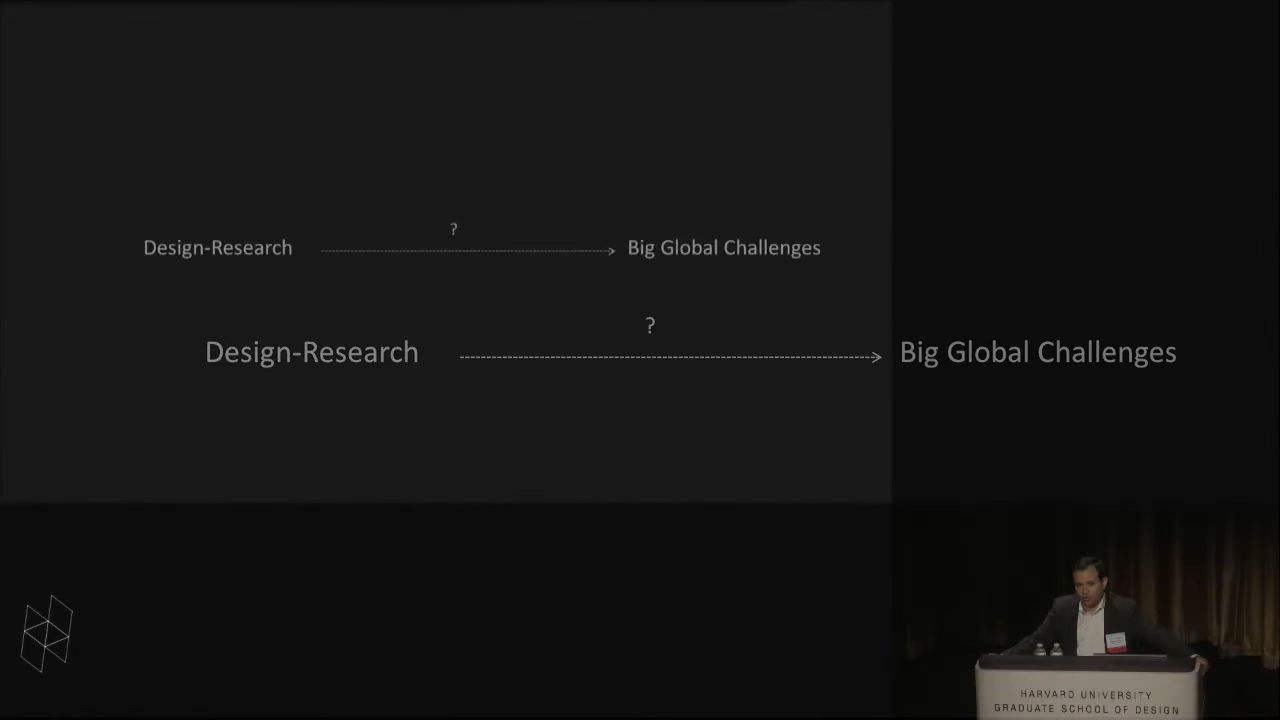 ?
Design-Research Big Global Challenges
?
Design-Research Big Global Challenges
HARVARD UNIVERSITY
GRADUATE SCHOOL OF DESIGN